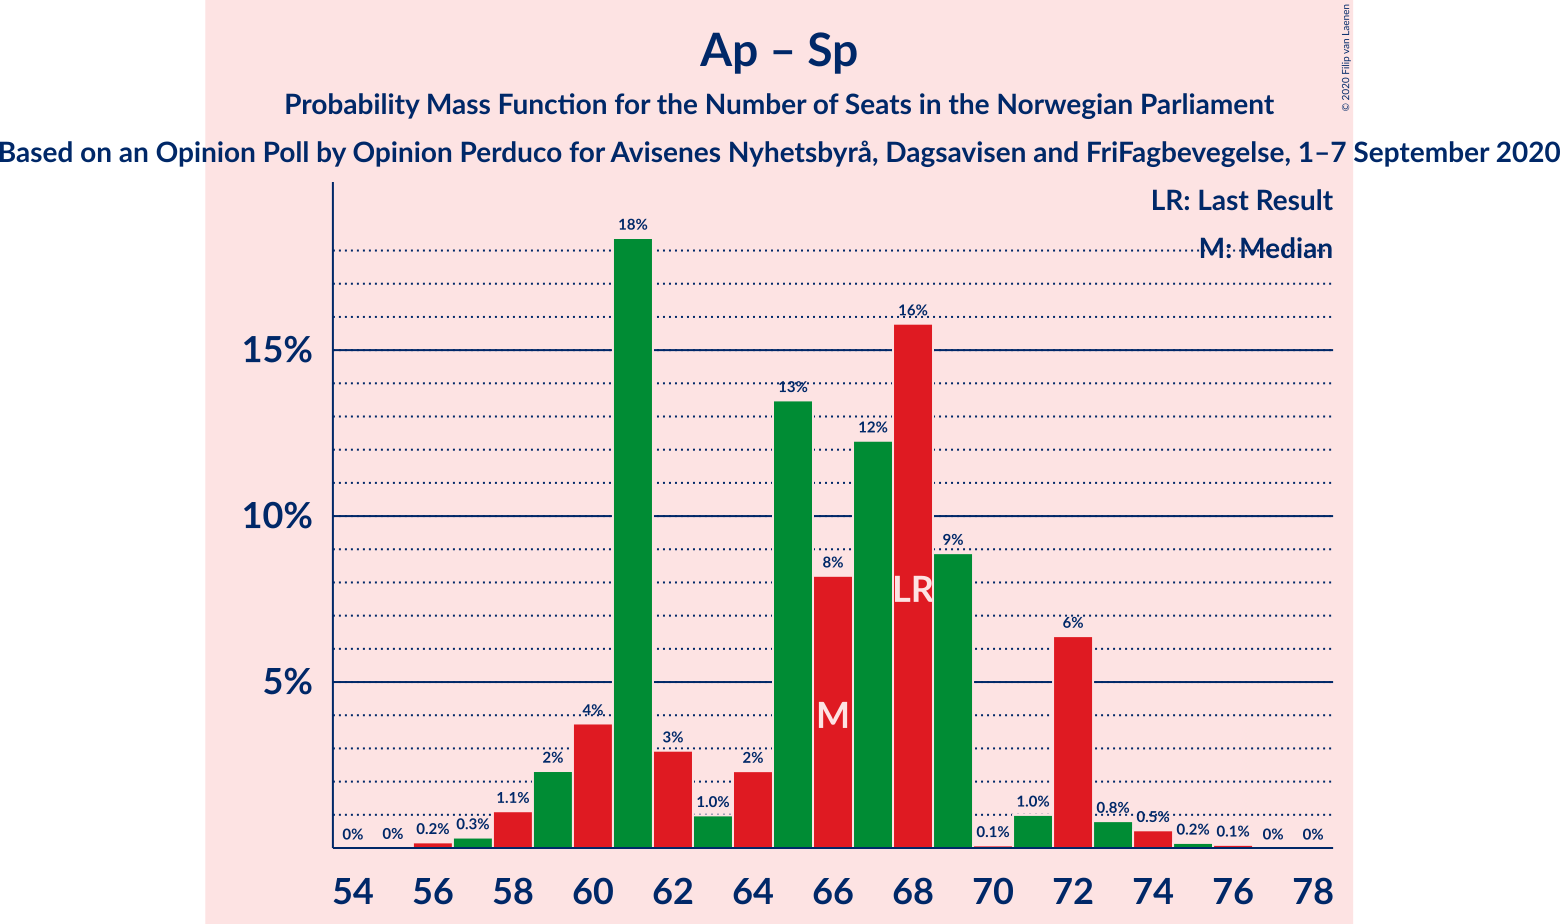 Ap – Sp
© 2020 Filip van Laenen
Probability Mass Function for the Number of Seats in the Norwegian Parliament
Based on an Opinion Poll by Opinion Perduco for Avisenes Nyhetsbyrå, Dagsavisen and FriFagbevegelse, 1–7 September 2020
LR: Last Result
M: Median
15%
10%
5%
0% 0% 0.2% 0.3% 1.1% 2% 4% 18% 3% 1.0% 2% 13% 8% 12% 16% 9% 0.1% 1.0% 6% 0.8% 0.5% 0.2% 0.1% 0% 0%
LR
M
54 56 58 60 62 64 66 68 70 72 74 76 78